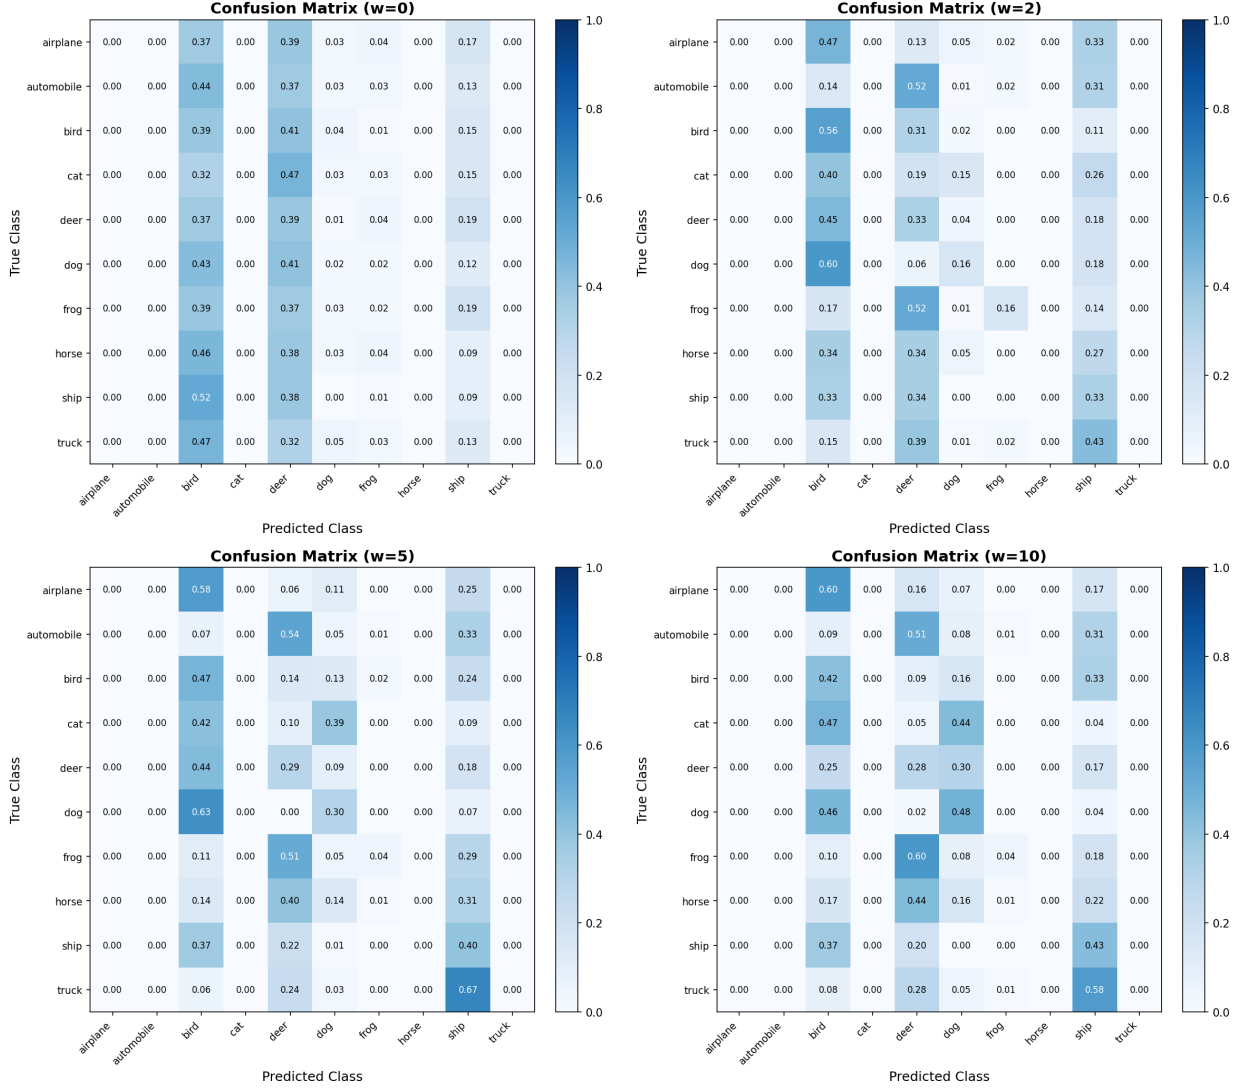 Confusion Matrix (w=0)
True Class
airplane 0.00 0.00 0.37 0.00 0.39 0.03 0.04 0.00 0.17 0.00
automobile 0.00 0.00 0.44 0.00 0.37 0.03 0.03 0.00 0.13 0.00
bird 0.00 0.00 0.39 0.00 0.41 0.04 0.01 0.00 0.15 0.00
cat 0.00 0.00 0.32 0.00 0.47 0.03 0.03 0.00 0.15 0.00
deer 0.00 0.00 0.37 0.00 0.39 0.01 0.04 0.00 0.19 0.00
dog 0.00 0.00 0.43 0.00 0.41 0.02 0.02 0.00 0.12 0.00
frog 0.00 0.00 0.39 0.00 0.37 0.03 0.02 0.00 0.19 0.00
horse 0.00 0.00 0.46 0.00 0.38 0.03 0.04 0.00 0.09 0.00
ship 0.00 0.00 0.52 0.00 0.38 0.00 0.01 0.00 0.09 0.00
truck 0.00 0.00 0.47 0.00 0.32 0.05 0.03 0.00 0.13 0.00
airplane automobile bird cat deer dog frog horse ship truck
Predicted Class
1.0
0.8
0.6
0.4
0.2
0.0
Confusion Matrix (w=2)
True Class
airplane 0.00 0.00 0.47 0.00 0.13 0.05 0.02 0.00 0.33 0.00
automobile 0.00 0.00 0.14 0.00 0.52 0.01 0.02 0.00 0.31 0.00
bird 0.00 0.00 0.56 0.00 0.31 0.02 0.00 0.00 0.11 0.00
cat 0.00 0.00 0.40 0.00 0.19 0.15 0.00 0.00 0.26 0.00
deer 0.00 0.00 0.45 0.00 0.33 0.04 0.00 0.00 0.18 0.00
dog 0.00 0.00 0.60 0.00 0.06 0.16 0.00 0.00 0.18 0.00
frog 0.00 0.00 0.17 0.00 0.52 0.01 0.16 0.00 0.14 0.00
horse 0.00 0.00 0.34 0.00 0.34 0.05 0.00 0.00 0.27 0.00
ship 0.00 0.00 0.33 0.00 0.34 0.00 0.00 0.00 0.33 0.00
truck 0.00 0.00 0.15 0.00 0.39 0.01 0.02 0.00 0.43 0.00
airplane automobile bird cat deer dog frog horse ship truck
Predicted Class
1.0
0.8
0.6
0.4
0.2
0.0
Confusion Matrix (w=5)
True Class
airplane 0.00 0.00 0.58 0.00 0.06 0.11 0.00 0.00 0.25 0.00
automobile 0.00 0.00 0.07 0.00 0.54 0.05 0.01 0.00 0.33 0.00
bird 0.00 0.00 0.47 0.00 0.14 0.13 0.02 0.00 0.24 0.00
cat 0.00 0.00 0.42 0.00 0.10 0.39 0.00 0.00 0.09 0.00
deer 0.00 0.00 0.44 0.00 0.29 0.09 0.00 0.00 0.18 0.00
dog 0.00 0.00 0.63 0.00 0.00 0.30 0.00 0.00 0.07 0.00
frog 0.00 0.00 0.11 0.00 0.51 0.05 0.04 0.00 0.29 0.00
horse 0.00 0.00 0.14 0.00 0.40 0.14 0.01 0.00 0.31 0.00
ship 0.00 0.00 0.37 0.00 0.22 0.01 0.00 0.00 0.40 0.00
truck 0.00 0.00 0.06 0.00 0.24 0.03 0.00 0.00 0.67 0.00
airplane automobile bird cat deer dog frog horse ship truck
Predicted Class
1.0
0.8
0.6
0.4
0.2
0.0
Confusion Matrix (w=10)
True Class
airplane 0.00 0.00 0.60 0.00 0.16 0.07 0.00 0.00 0.17 0.00
automobile 0.00 0.00 0.09 0.00 0.51 0.08 0.01 0.00 0.31 0.00
bird 0.00 0.00 0.42 0.00 0.09 0.16 0.00 0.00 0.33 0.00
cat 0.00 0.00 0.47 0.00 0.05 0.44 0.00 0.00 0.04 0.00
deer 0.00 0.00 0.25 0.00 0.28 0.30 0.00 0.00 0.17 0.00
dog 0.00 0.00 0.46 0.00 0.02 0.48 0.00 0.00 0.04 0.00
frog 0.00 0.00 0.10 0.00 0.60 0.08 0.04 0.00 0.18 0.00
horse 0.00 0.00 0.17 0.00 0.44 0.16 0.01 0.00 0.22 0.00
ship 0.00 0.00 0.37 0.00 0.20 0.00 0.00 0.00 0.43 0.00
truck 0.00 0.00 0.08 0.00 0.28 0.05 0.01 0.00 0.58 0.00
airplane automobile bird cat deer dog frog horse ship truck
Predicted Class
1.0
0.8
0.6
0.4
0.2
0.0